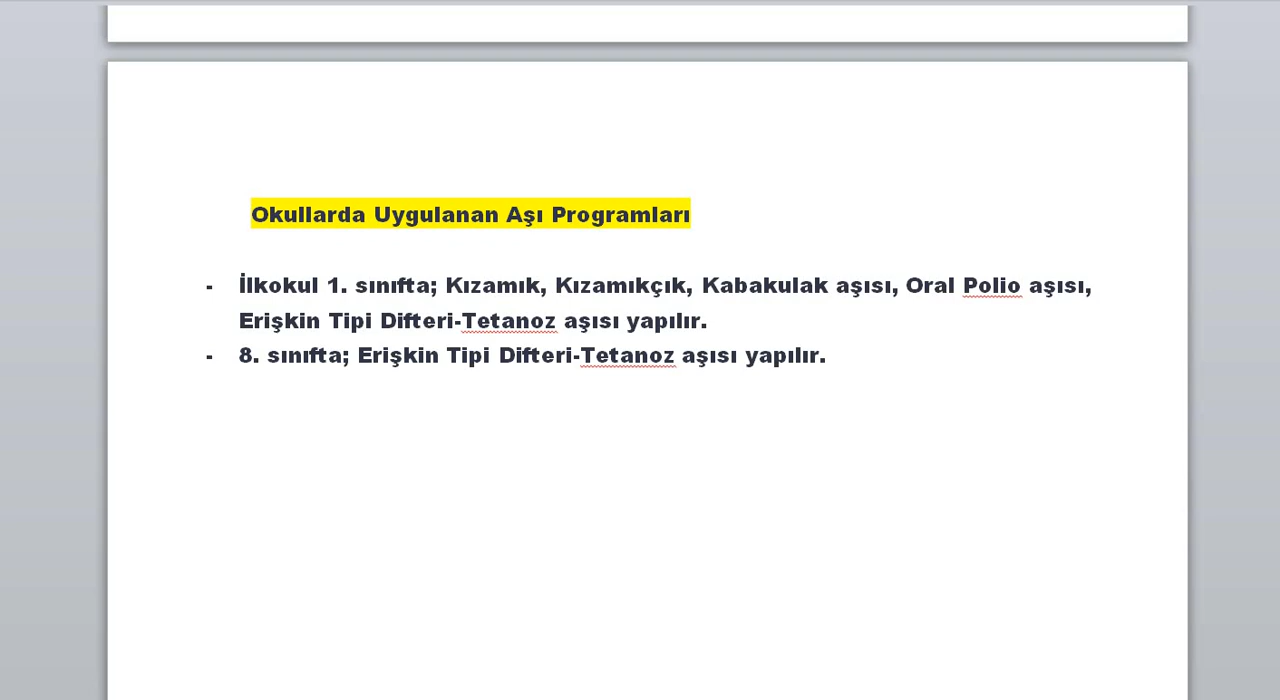 Okullarda Uygulanan Aşı Programları
- İlkokul 1. sınıfta; Kızamık, Kızamıkçık, Kabakulak aşısı, Oral Polio aşısı,
Erişkin Tipi Difteri-Tetanoz aşısı yapılır.
- 8. sınıfta; Erişkin Tipi Difteri-Tetanoz aşısı yapılır.